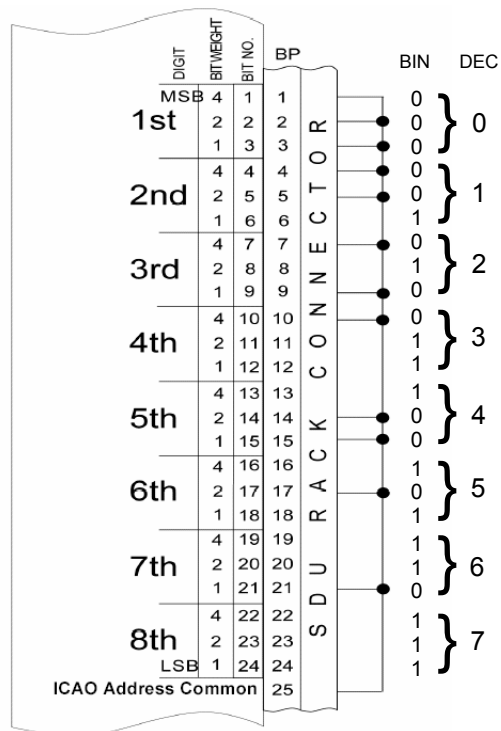 DIGIT BIT WEIGHT BIT NO. BP BIN DEC
MSB 4 1 1 0
1st 2 2 2 0 } 0
1 3 3 0
4 4 4 0
2nd 2 5 5 0 } 1
1 6 6 1
4 7 7 0
3rd 2 8 8 1 } 2
1 9 9 0
4 10 10 0
4th 2 11 11 1 } 3
1 12 12 1
4 13 13 1
5th 2 14 14 0 } 4
1 15 15 0
4 16 16 1
6th 2 17 17 0 } 5
1 18 18 1
4 19 19 1
7th 2 20 20 1 } 6
1 21 21 0
4 22 22 1
8th 2 23 23 1 } 7
LSB 1 24 24 1
ICAO Address Common 25
SDU RACK CONNECTOR